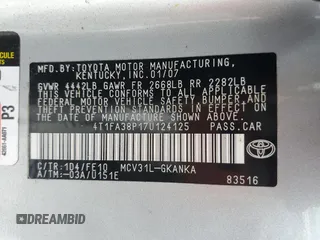 MFD. BY: TOYOTA MOTOR MANUFACTURING,
KENTUCKY, INC. 01/07
GVWR 4442LB GAWR FR 2668LB RR 2282LB
THIS VEHICLE CONFORMS TO ALL APPLICABLE
FEDERAL MOTOR VEHICLE SAFETY, BUMPER, AND
THEFT PREVENTION STANDARDS IN EFFECT ON
THE DATE OF MANUFACTURE SHOWN ABOVE.
4T1FA38P17U124125 PASS. CAR
C/TR: 1D4/FE10 MCV31L-GKANKA
A/TM: -03A/U151E
TOYOTA
83516
P3